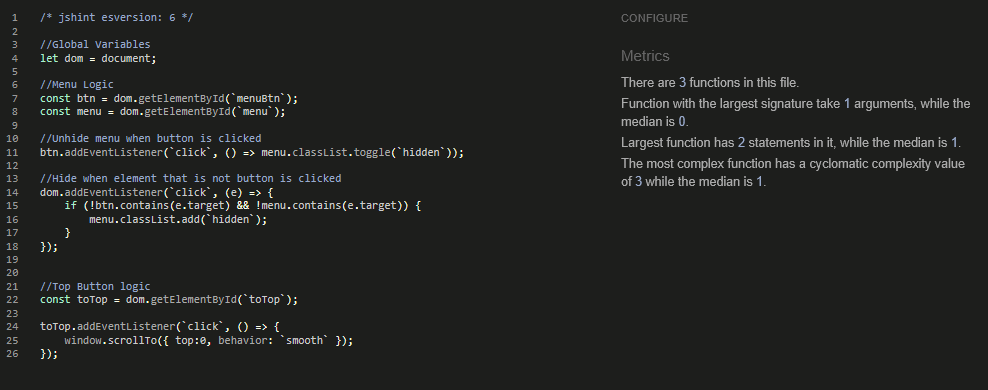 1 /* jshint esversion: 6 */
2
3 //Global Variables
4 let dom = document;
5
6 //Menu Logic
7 const btn = dom.getElementById(`menuBtn`);
8 const menu = dom.getElementById(`menu`);
9
10 //Unhide menu when button is clicked
11 btn.addEventListener(`click`, () => menu.classList.toggle(`hidden`));
12
13 //Hide when element that is not button is clicked
14 dom.addEventListener(`click`, (e) => {
15     if (!btn.contains(e.target) && !menu.contains(e.target)) {
16         menu.classList.add(`hidden`);
17     }
18 });
19
20
21 //Top Button logic
22 const toTop = dom.getElementById(`toTop`);
23
24 toTop.addEventListener(`click`, () => {
25     window.scrollTo({ top:0, behavior: `smooth` });
26 });
CONFIGURE
Metrics
There are 3 functions in this file.
Function with the largest signature take 1 arguments, while the
median is 0.
Largest function has 2 statements in it, while the median is 1.
The most complex function has a cyclomatic complexity value
of 3 while the median is 1.